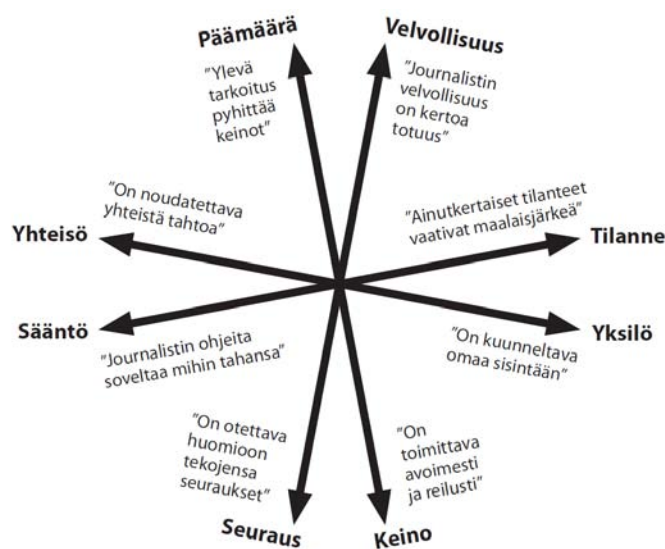 Päämäärä
"Ylevä
tarkoitus
pyhittää
keinot"
Velvollisuus
"Journalistin
velvollisuus
on kertoa
totuus"
Yhteisö
"On noudatettava
yhteistä tahtoa"
"Ainutkertaiset tilanteet
vaativat maalaisjärkeä"
Tilanne
Sääntö
"Journalistin ohjeita
soveltaa mihin tahansa"
"On kuunneltava
omaa sisintään"
Yksilö
"On otettava
huomioon
tekojensa
seuraukset"
Seuraus
"On
toimittava
avoimesti
ja reilusti"
Keino